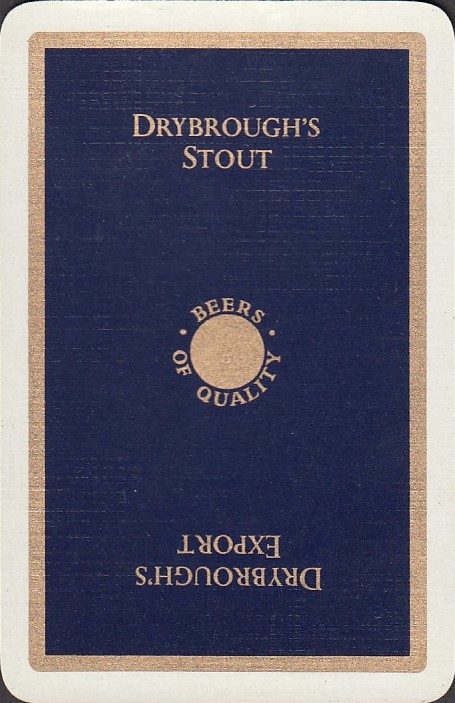 DRYBROUGH'S
STOUT
· BEERS ·
OF QUALITY
DRYBROUGH'S
EXPORT